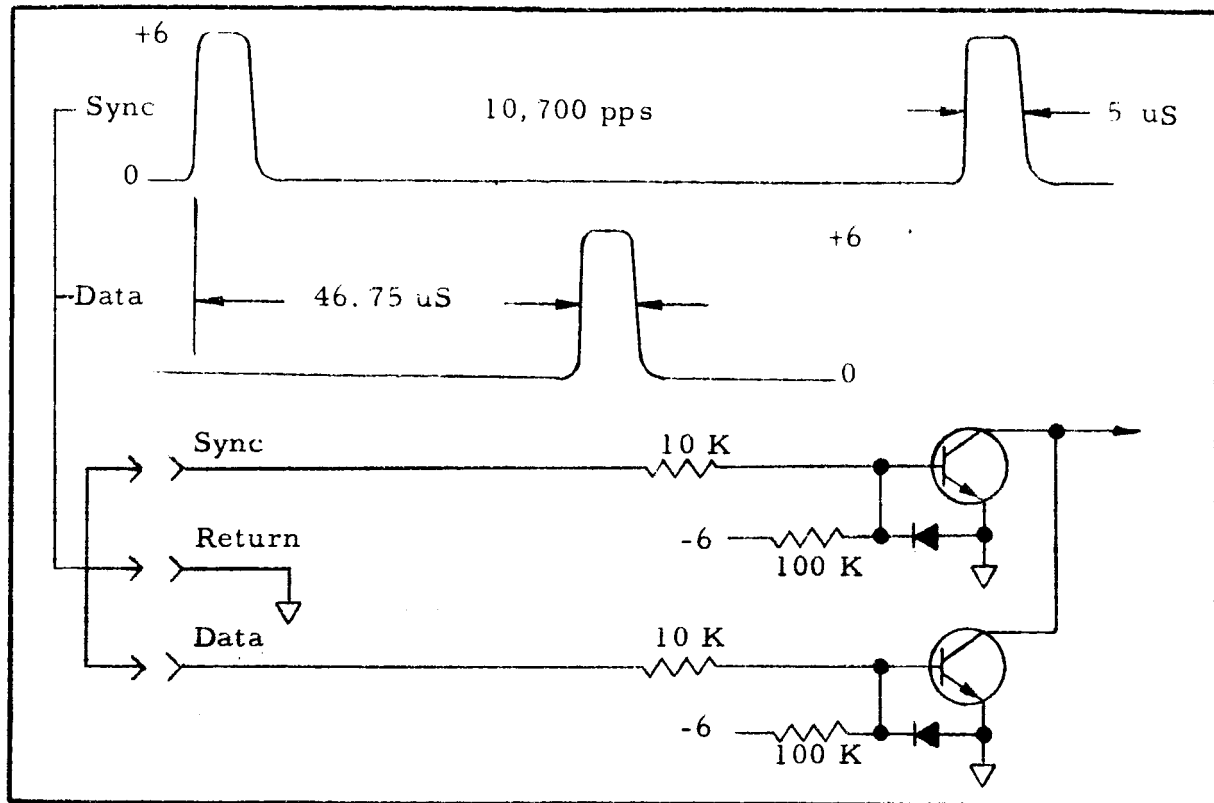 +6
Sync
10,700 pps
5 uS
0
+6
Data
46.75 uS
0
Sync
10 K
Return
-6
100 K
Data
10 K
-6
100 K